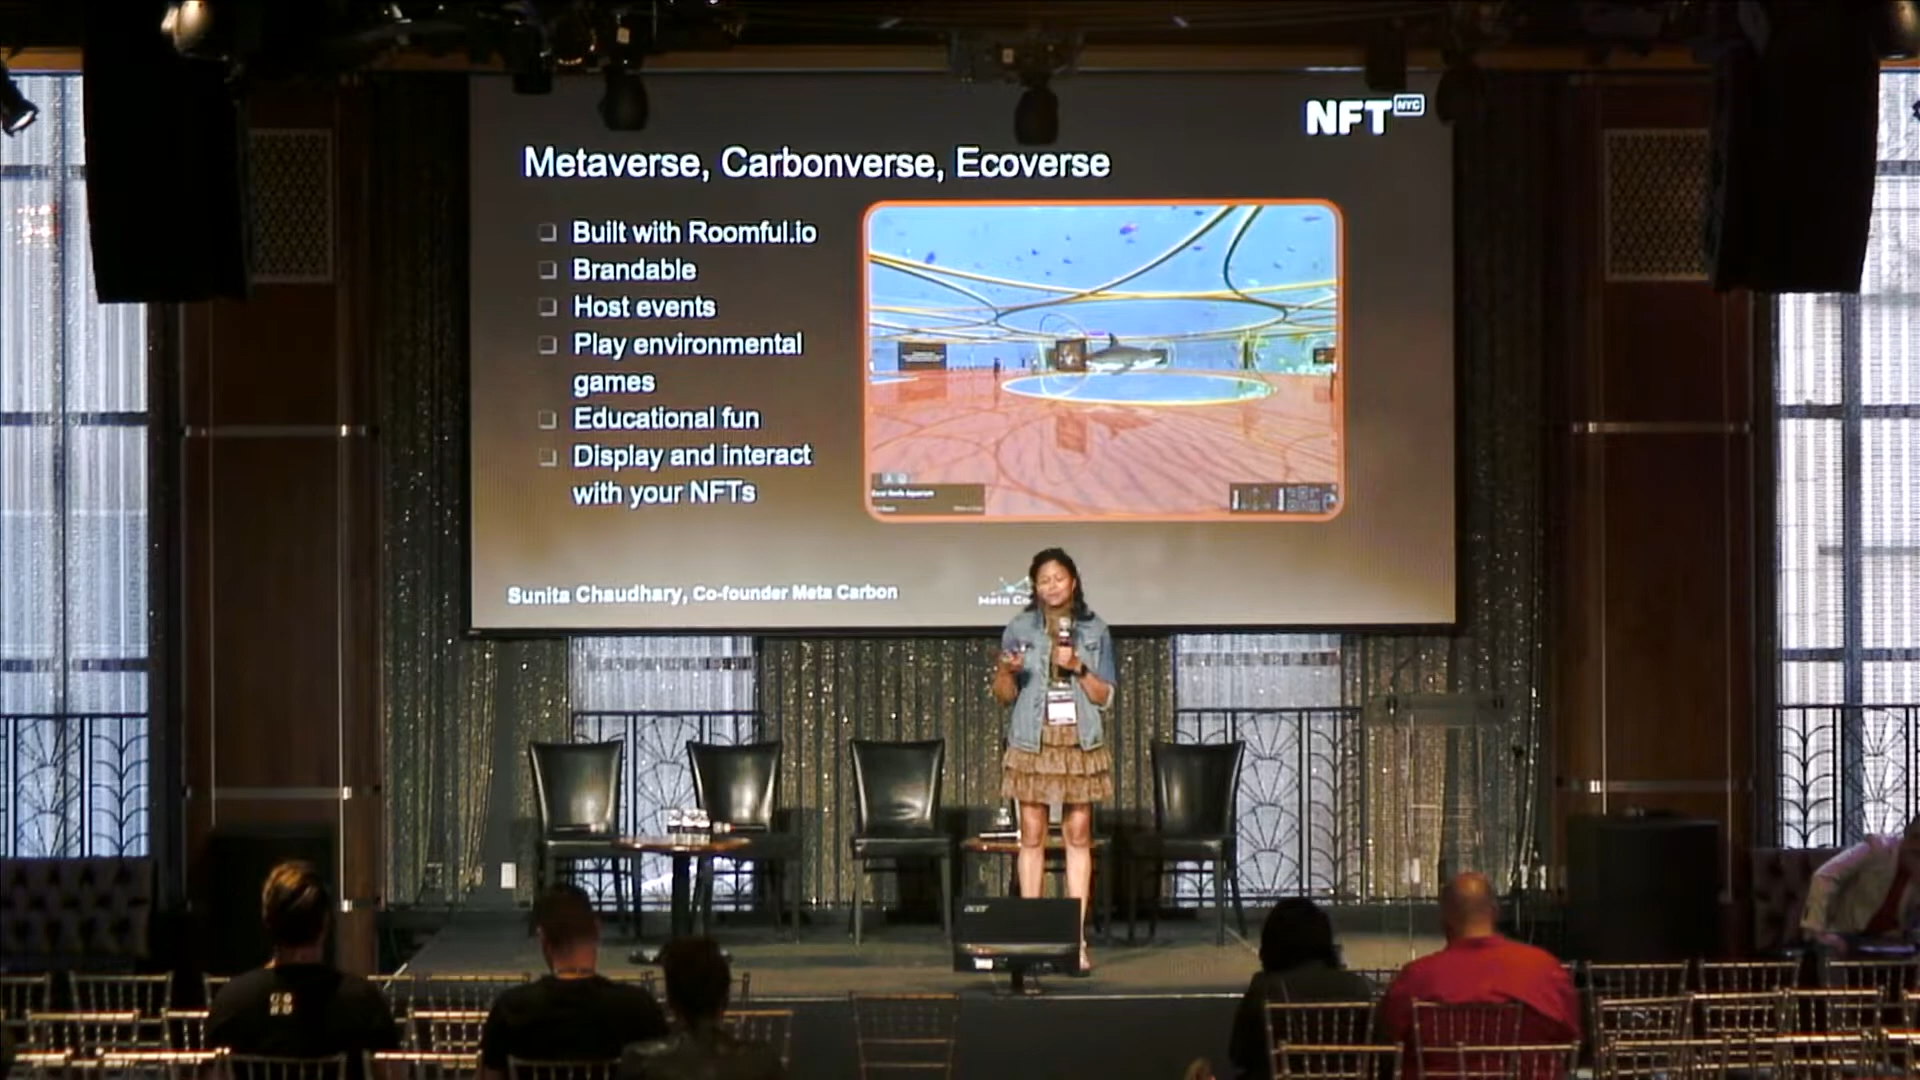 NFT NYC
Metaverse, Carbonverse, Ecoverse
Built with Roomful.io
Brandable
Host events
Play environmental
games
Educational fun
Display and interact
with your NFTs
Sunita Chaudhary, Co-founder Meta Carbon
Meta
acer